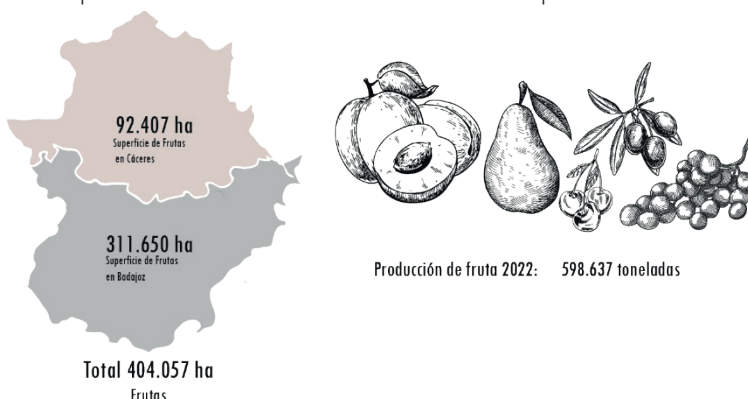 92.407 ha
Superficie de Frutas
en Cáceres
311.650 ha
Superficie de Frutas
en Badajoz
Total 404.057 ha
Frutas
Producción de fruta 2022: 598.637 toneladas